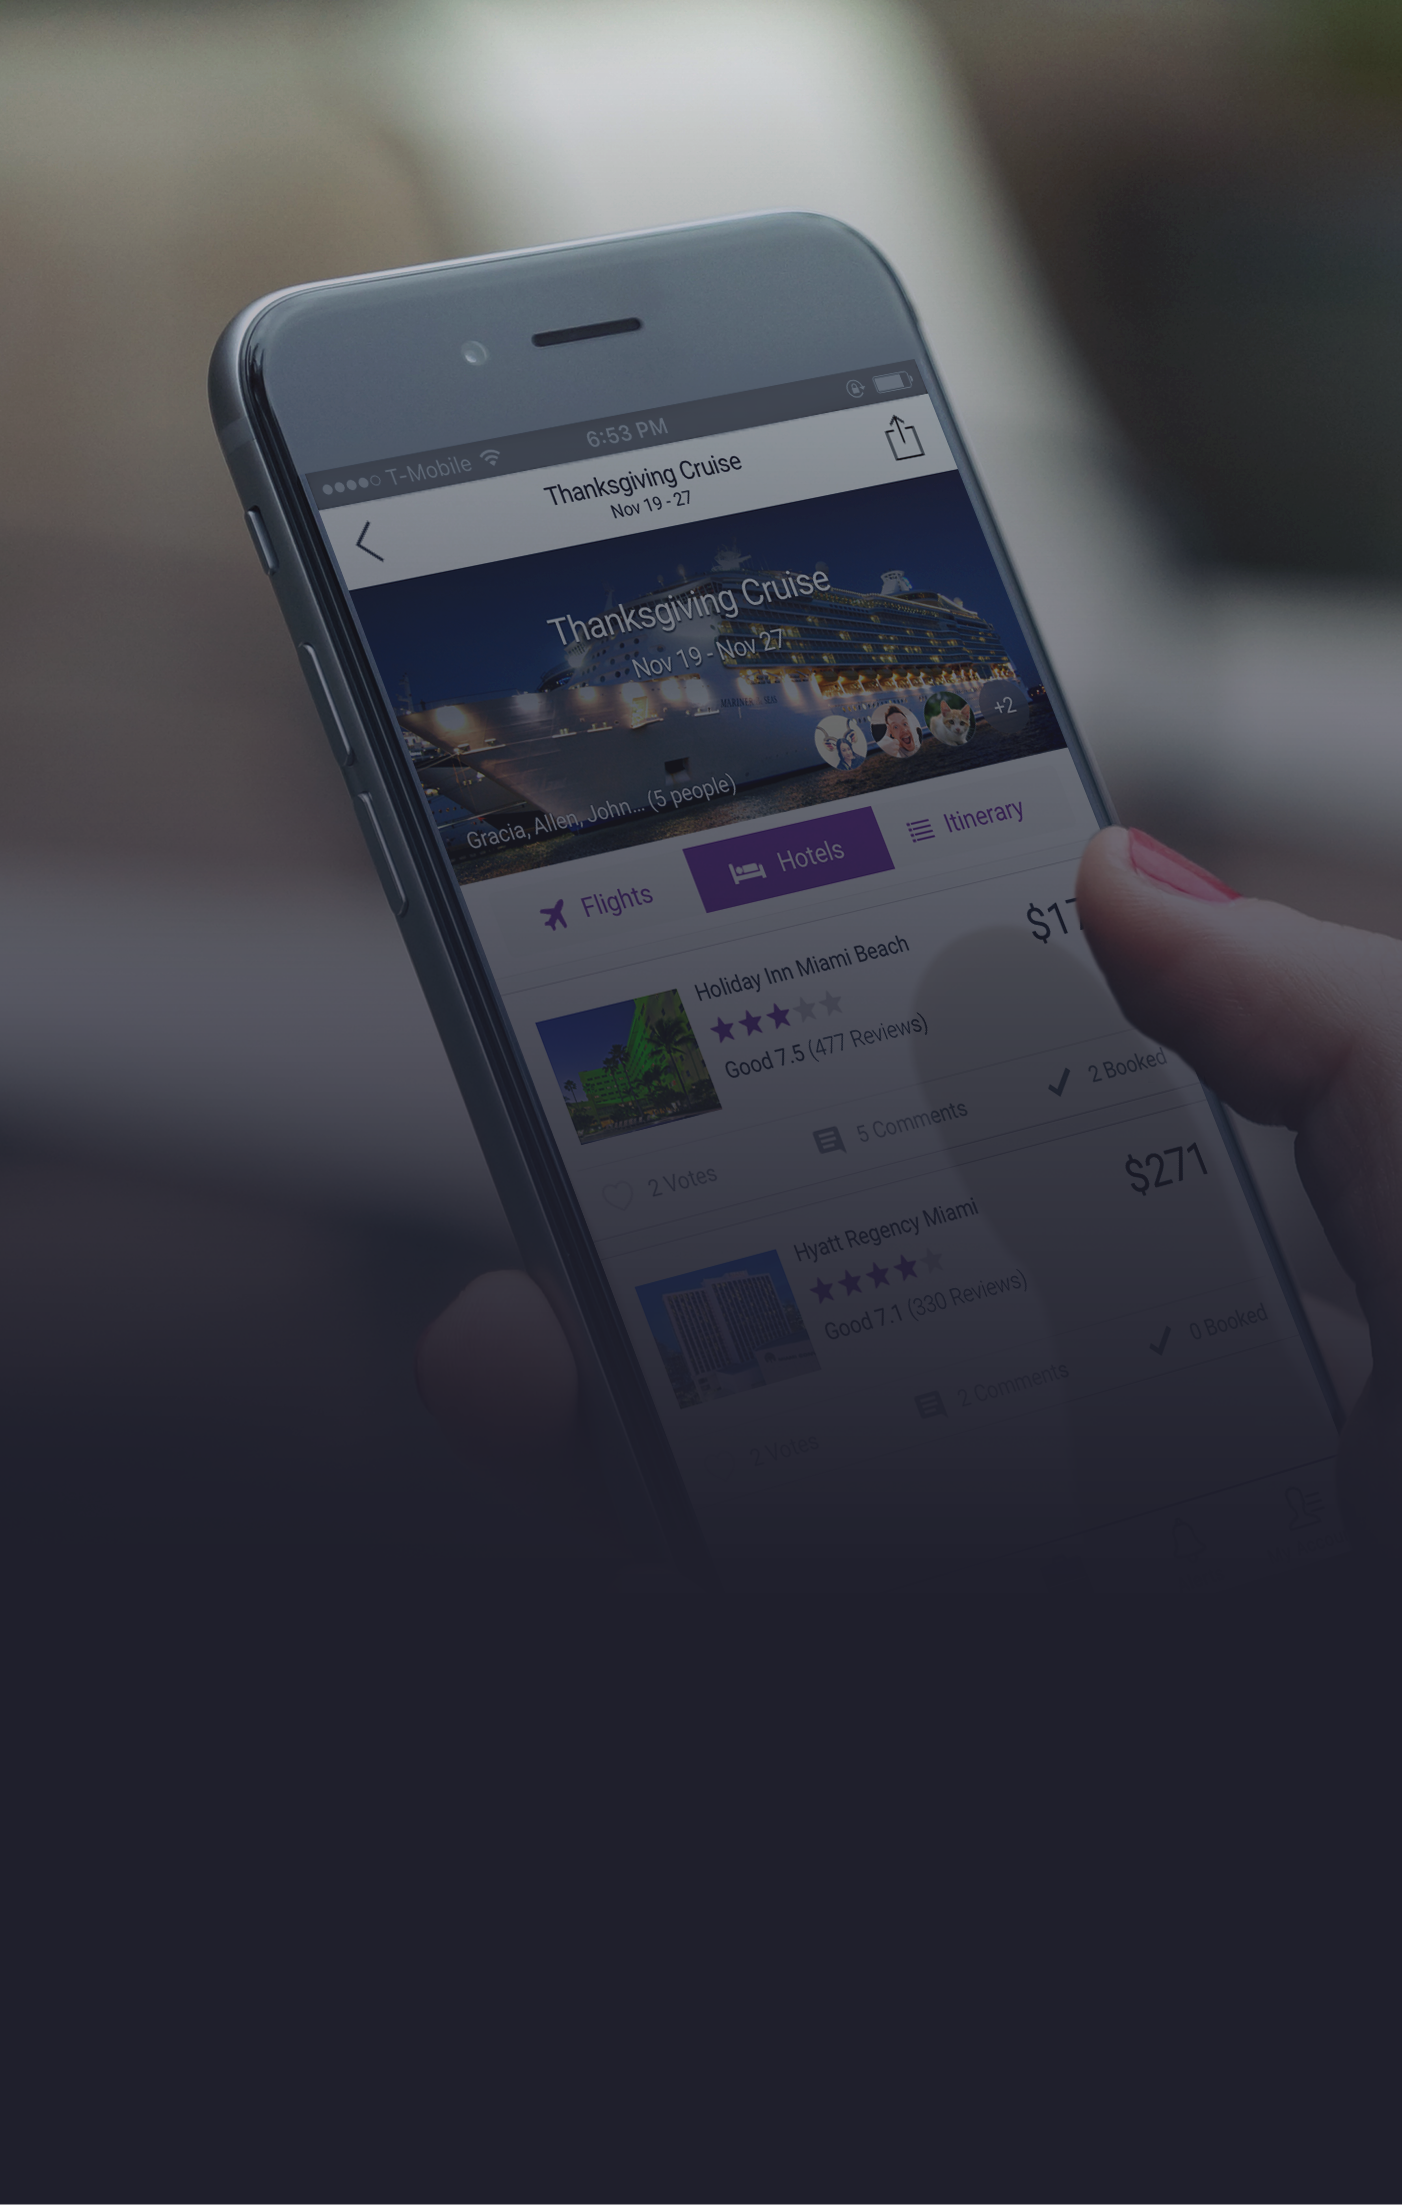 T-Mobile 6:53 PM
Thanksgiving Cruise
Nov 19 - 27
Thanksgiving Cruise
Nov 19 - Nov 27
MARINER SEAS
+2
Gracia, Allen, John... (5 people)
Flights Hotels Itinerary
Holiday Inn Miami Beach $17
Good 7.5 (477 Reviews)
2 Votes 5 Comments 2 Booked
Hyatt Regency Miami $271
Good 7.1 (330 Reviews)
2 Votes 2 Comments 0 Booked